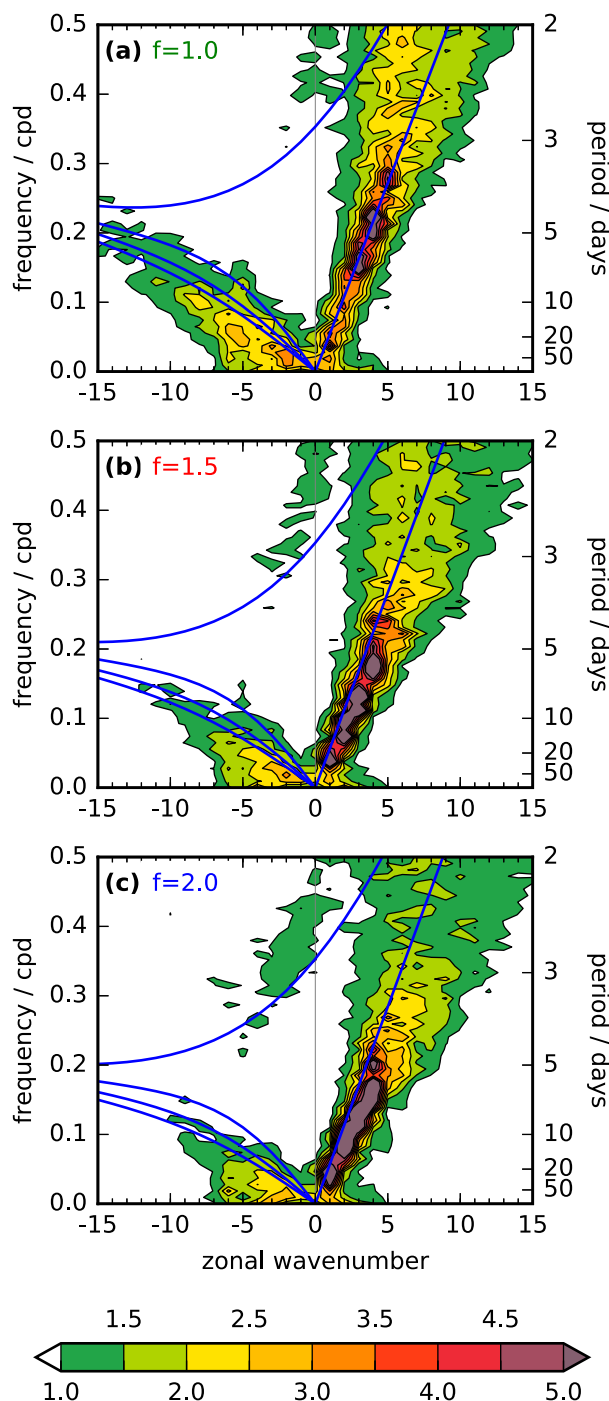 (a) f=1.0
0.5
0.4
0.3
0.2
0.1
0.0
frequency / cpd
2
3
5
10
20
50
period / days
-15 -10 -5 0 5 10 15
(b) f=1.5
0.5
0.4
0.3
0.2
0.1
0.0
frequency / cpd
2
3
5
10
20
50
period / days
-15 -10 -5 0 5 10 15
(c) f=2.0
0.5
0.4
0.3
0.2
0.1
0.0
frequency / cpd
2
3
5
10
20
50
period / days
-15 -10 -5 0 5 10 15
zonal wavenumber
1.5 2.5 3.5 4.5
1.0 2.0 3.0 4.0 5.0